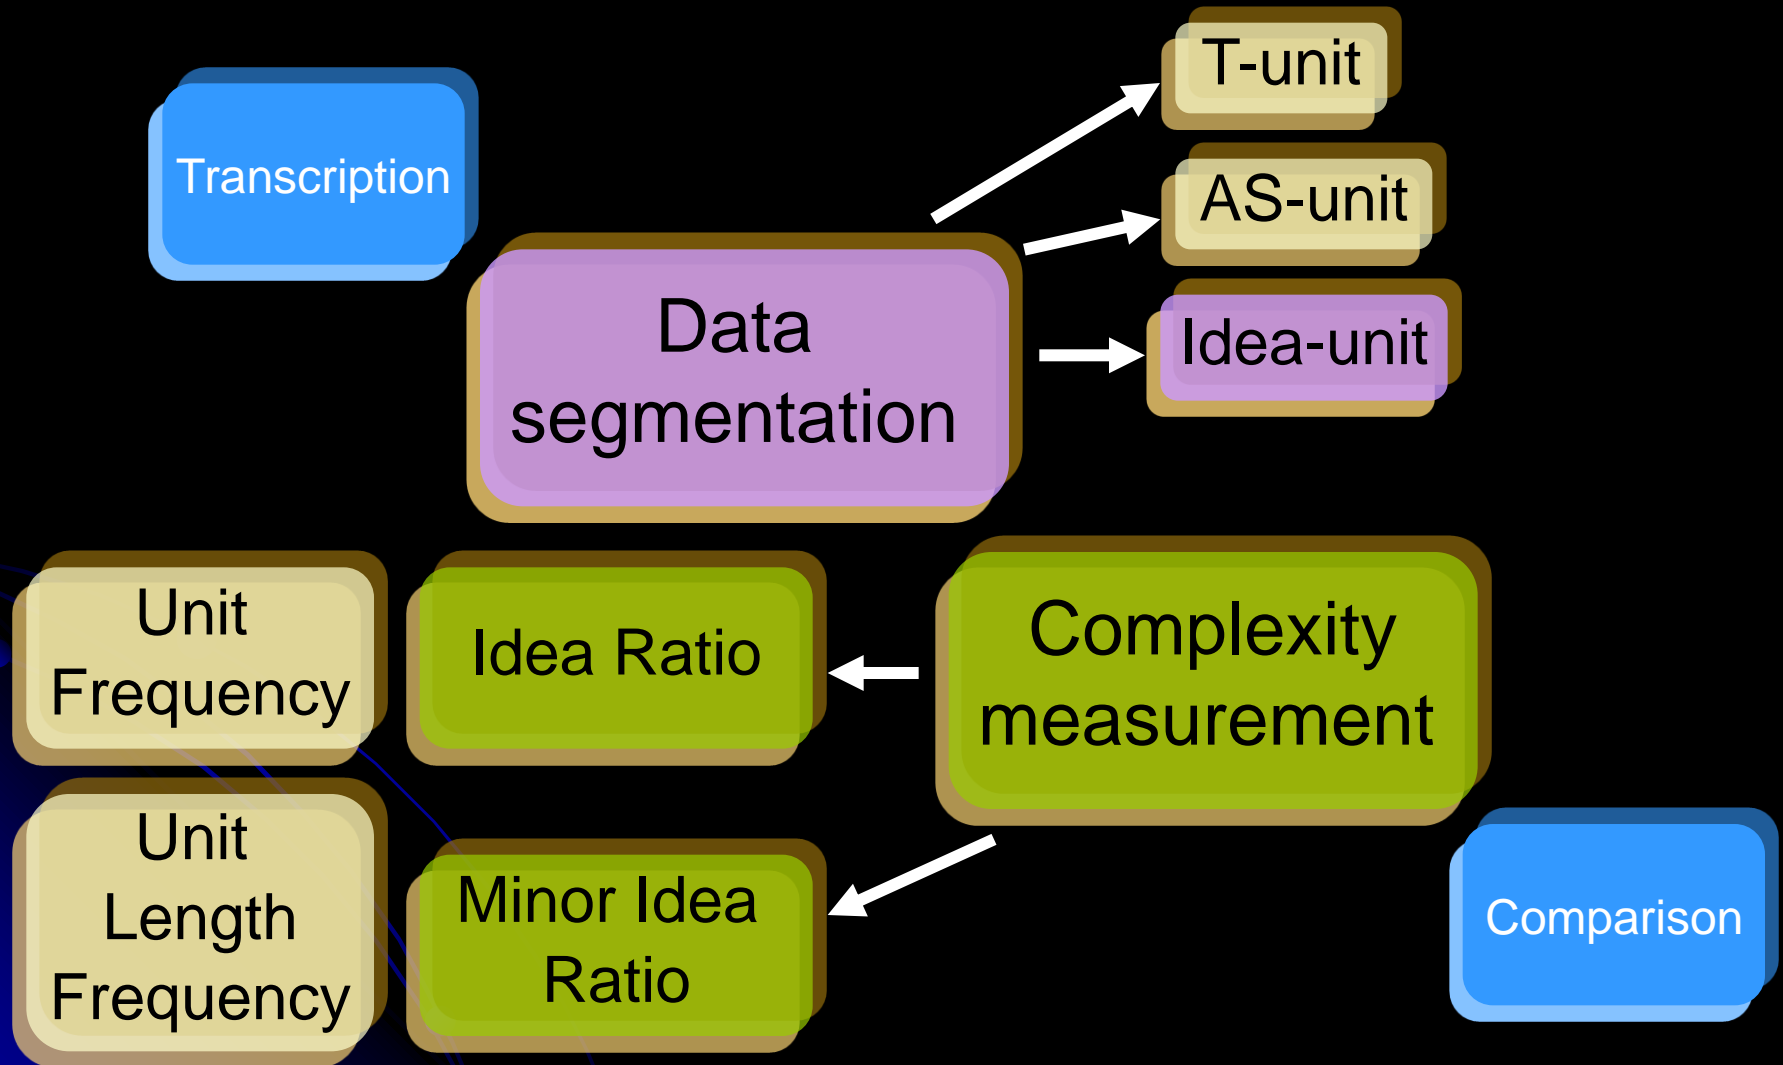 T-unit
Transcription
AS-unit
Data
segmentation
Idea-unit
Unit
Frequency
Idea Ratio
Complexity
measurement
Unit
Length
Frequency
Minor Idea
Ratio
Comparison